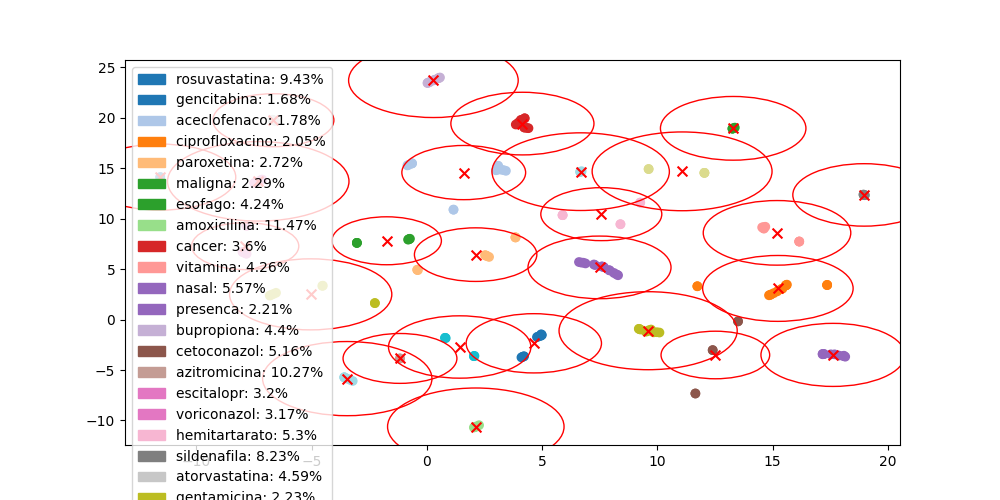 25
20
15
10
5
0
−5
−10
−5
0
5
10
15
20
rosuvastatina: 9.43%
gencitabina: 1.68%
aceclofenaco: 1.78%
ciprofloxacino: 2.05%
paroxetina: 2.72%
maligna: 2.29%
esofago: 4.24%
amoxicilina: 11.47%
cancer: 3.6%
vitamina: 4.26%
nasal: 5.57%
presenca: 2.21%
bupropiona: 4.4%
cetoconazol: 5.16%
azitromicina: 10.27%
escitalopr: 3.2%
voriconazol: 3.17%
hemitartarato: 5.3%
sildenafila: 8.23%
atorvastatina: 4.59%
gentamicina: 2.23%